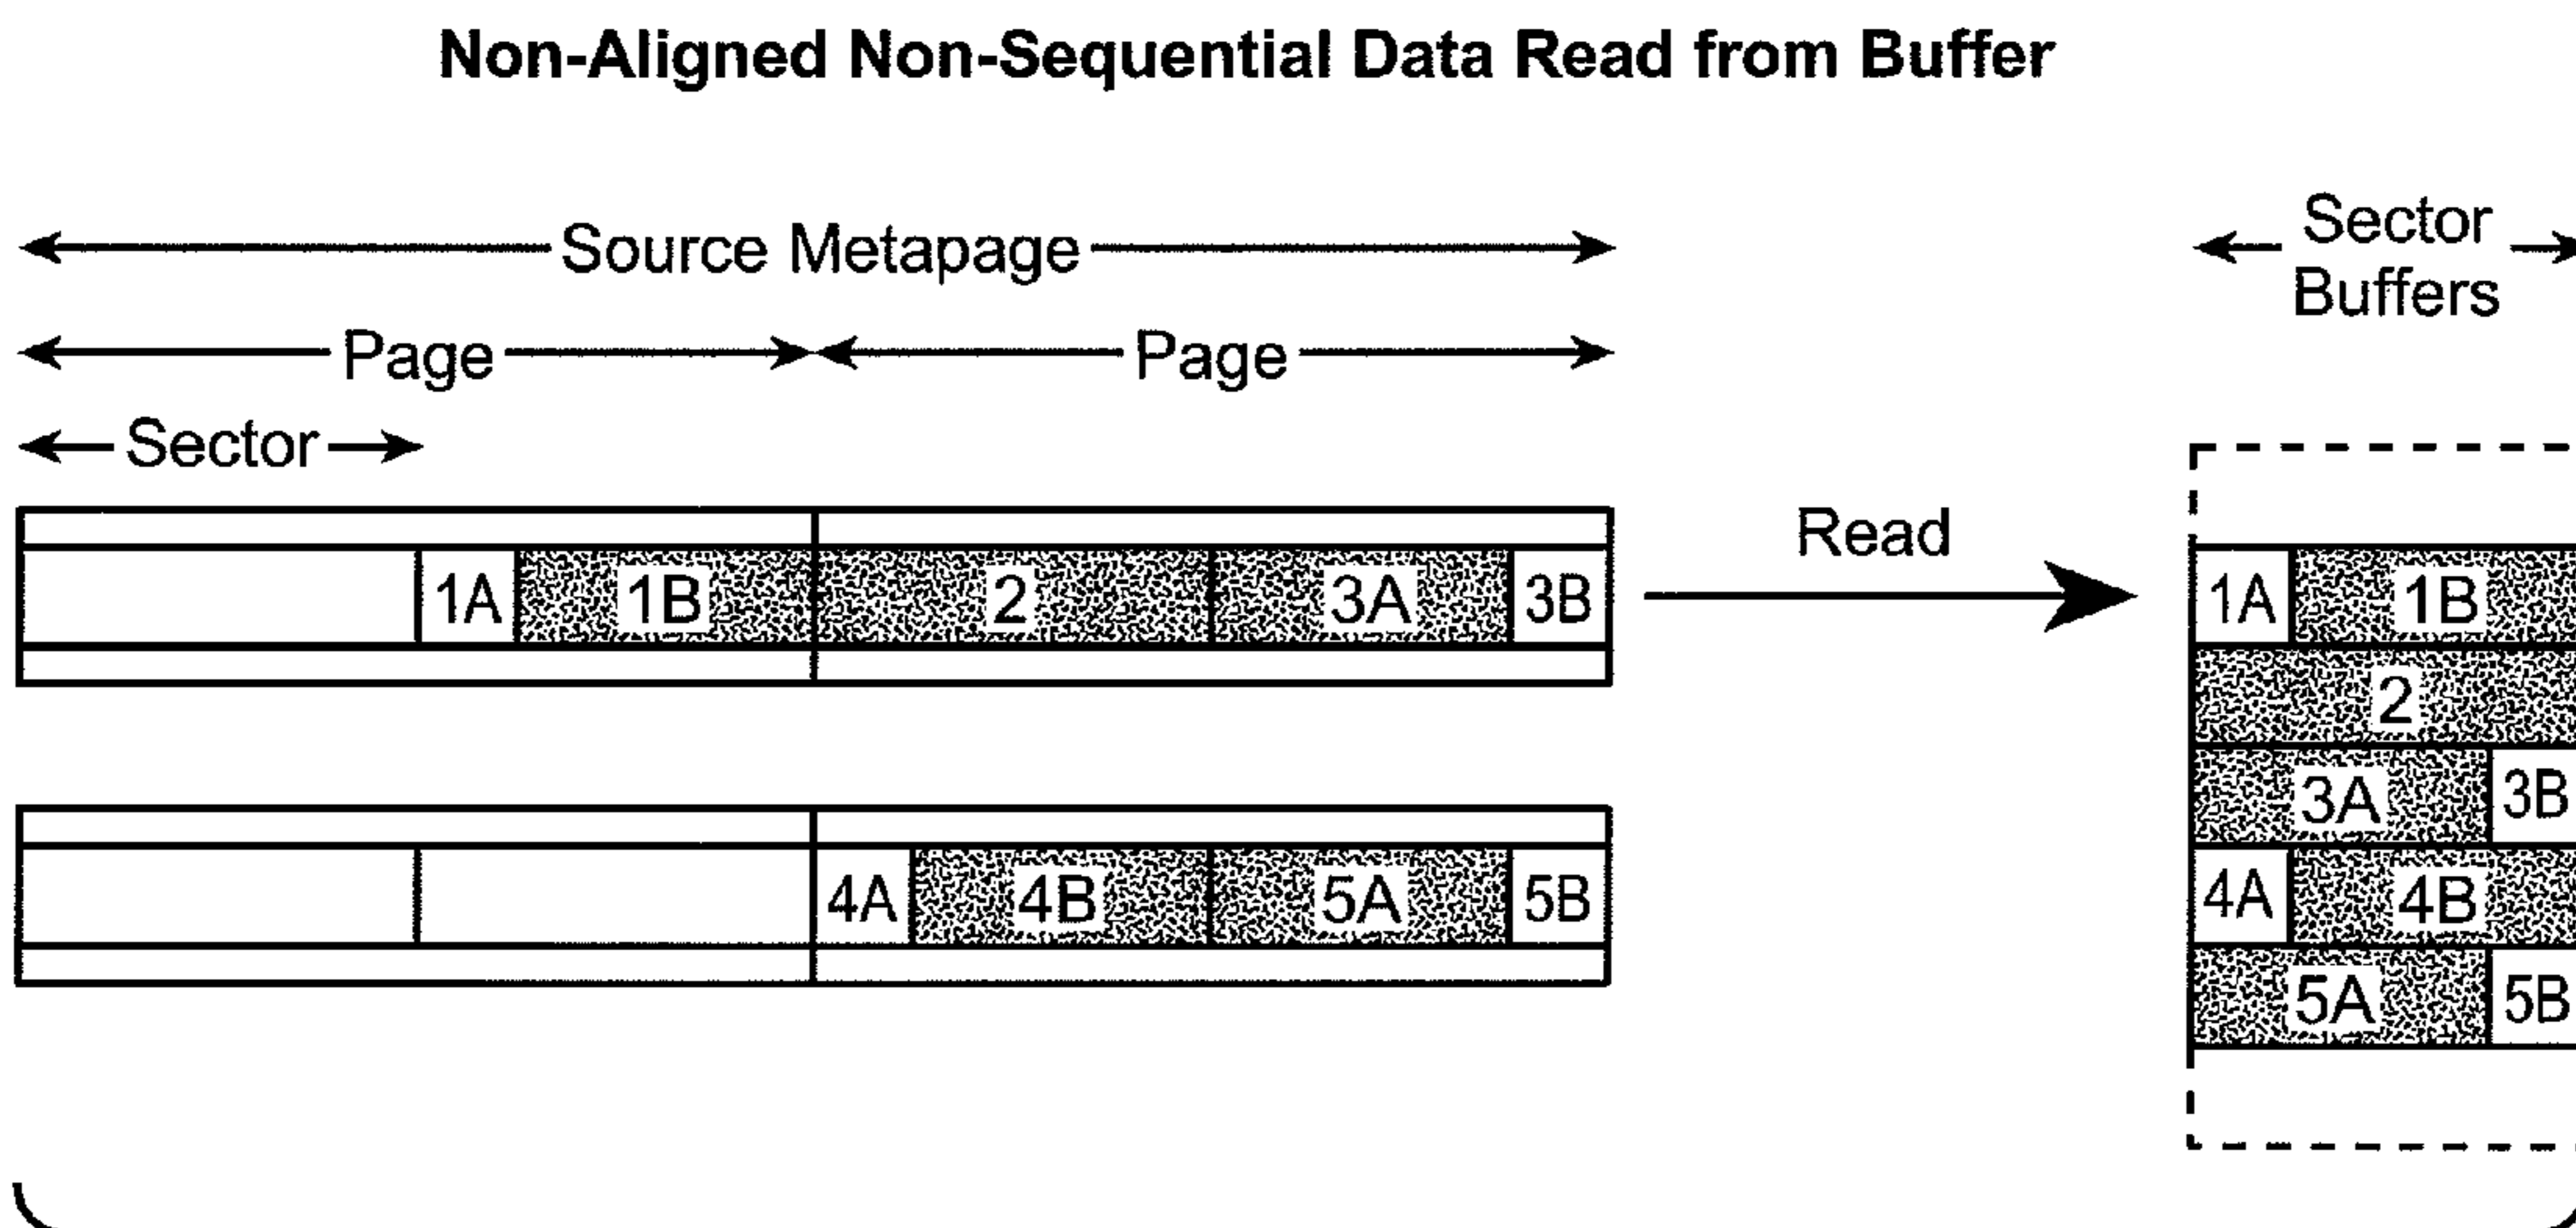 Non-Aligned Non-Sequential Data Read from Buffer
Source Metapage
Sector
Buffers
Page Page
Sector
Read
1A 1B 2 3A 3B
4A 4B 5A 5B
1A 1B
2
3A 3B
4A 4B
5A 5B